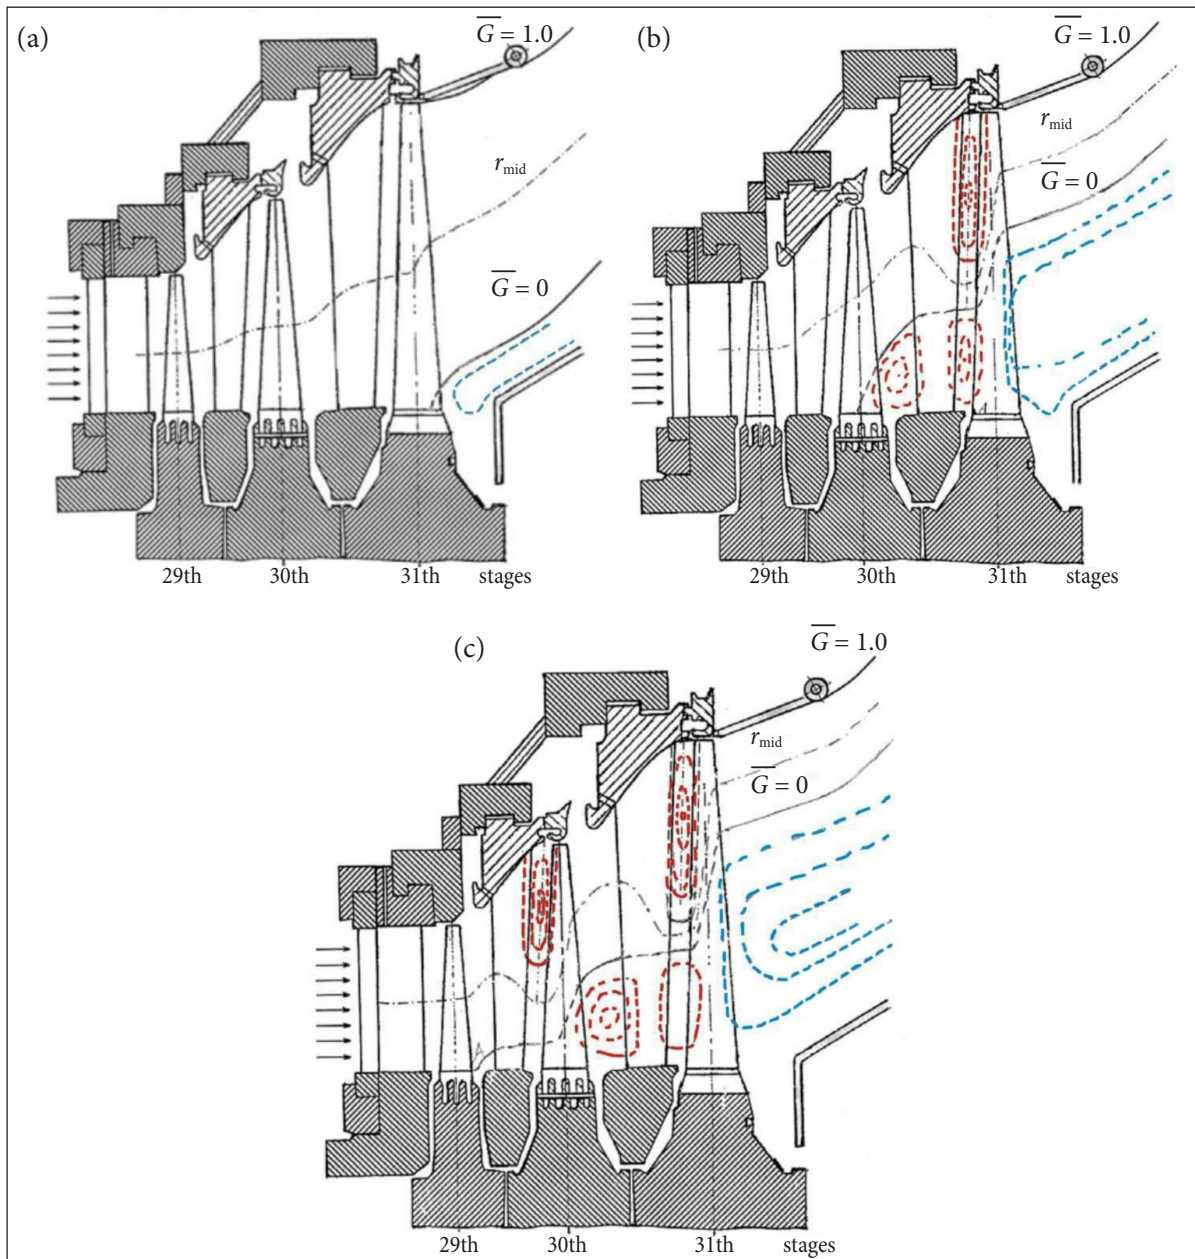 (a)
G̅ = 1.0
r_mid
G̅ = 0
29th 30th 31th stages
(b)
G̅ = 1.0
r_mid
G̅ = 0
29th 30th 31th stages
(c)
G̅ = 1.0
r_mid
G̅ = 0
29th 30th 31th stages